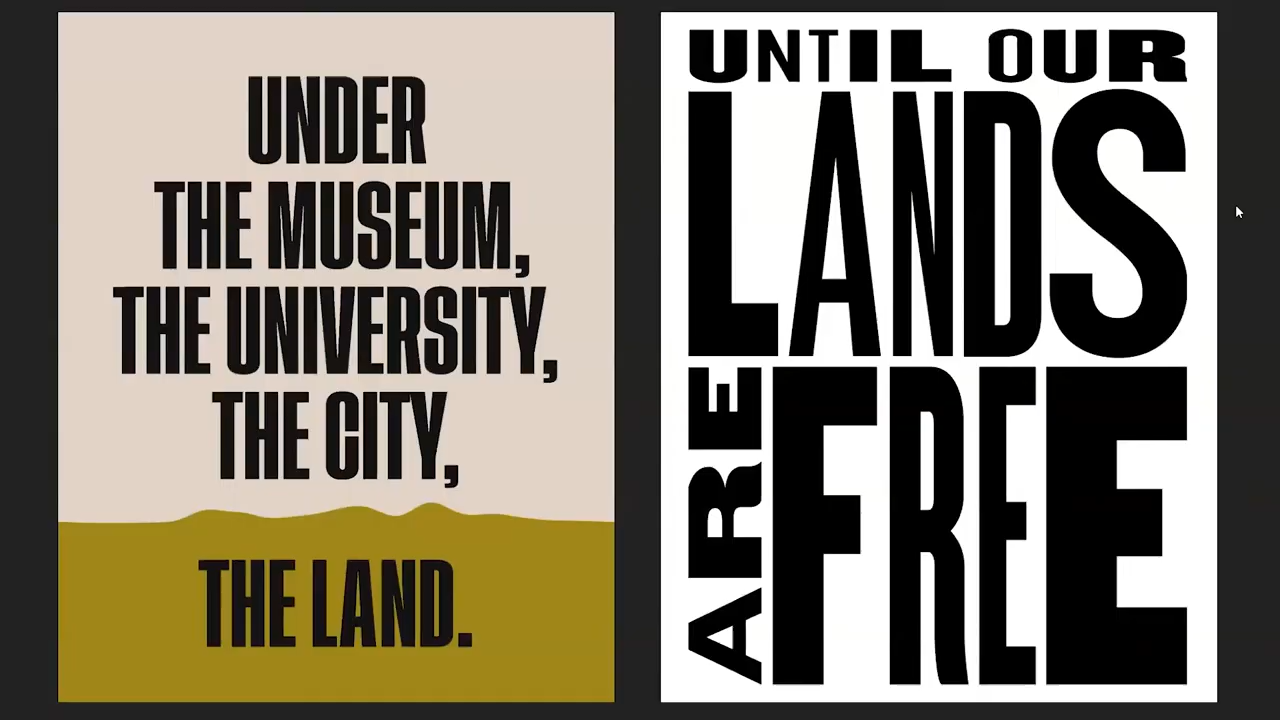 UNDER
THE MUSEUM,
THE UNIVERSITY,
THE CITY,
THE LAND.
UNTIL OUR
LANDS
ARE
FREE